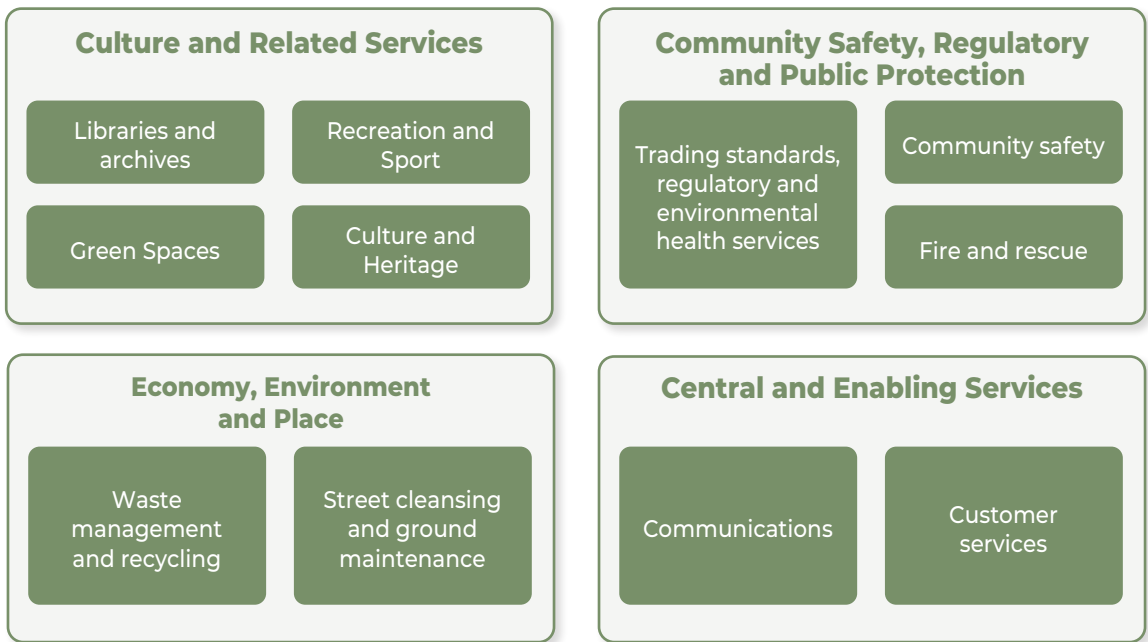 Culture and Related Services
Libraries and
archives
Recreation and
Sport
Green Spaces
Culture and
Heritage
Community Safety, Regulatory
and Public Protection
Trading standards,
regulatory and
environmental
health services
Community safety
Fire and rescue
Economy, Environment
and Place
Waste
management
and recycling
Street cleansing
and ground
maintenance
Central and Enabling Services
Communications
Customer
services